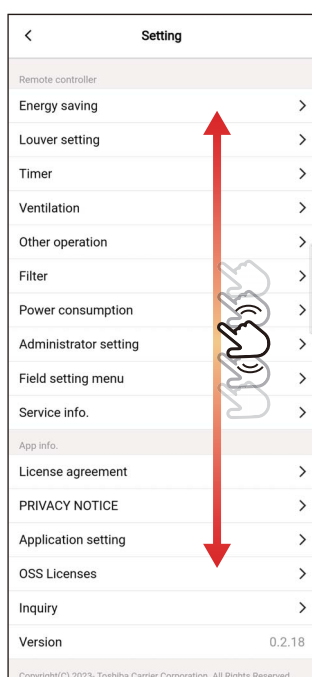 Setting
Remote controller
Energy saving
Louver setting
Timer
Ventilation
Other operation
Filter
Power consumption
Administrator setting
Field setting menu
Service info.
App info.
License agreement
PRIVACY NOTICE
Application setting
OSS Licenses
Inquiry
Version 0.2.18
Copyright(C) 2023- Toshiba Carrier Corporation, All Rights Reserved.